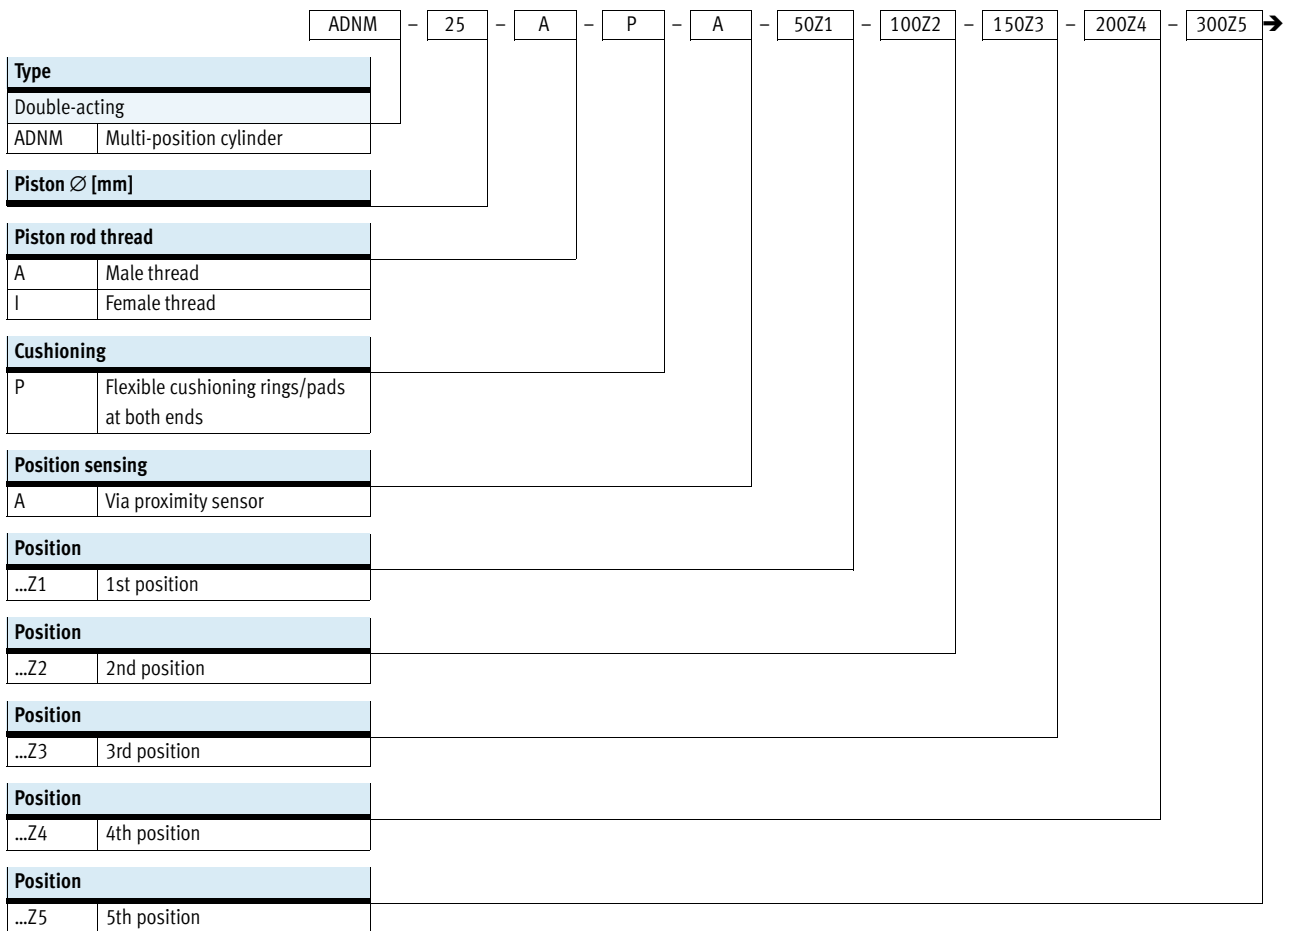 ADNM – 25 – A – P – A – 50Z1 – 100Z2 – 150Z3 – 200Z4 – 300Z5 ➔
Type
Double-acting
ADNM Multi-position cylinder
Piston ∅ [mm]
Piston rod thread
A Male thread
I Female thread
Cushioning
P Flexible cushioning rings/pads
at both ends
Position sensing
A Via proximity sensor
Position
...Z1 1st position
Position
...Z2 2nd position
Position
...Z3 3rd position
Position
...Z4 4th position
Position
...Z5 5th position